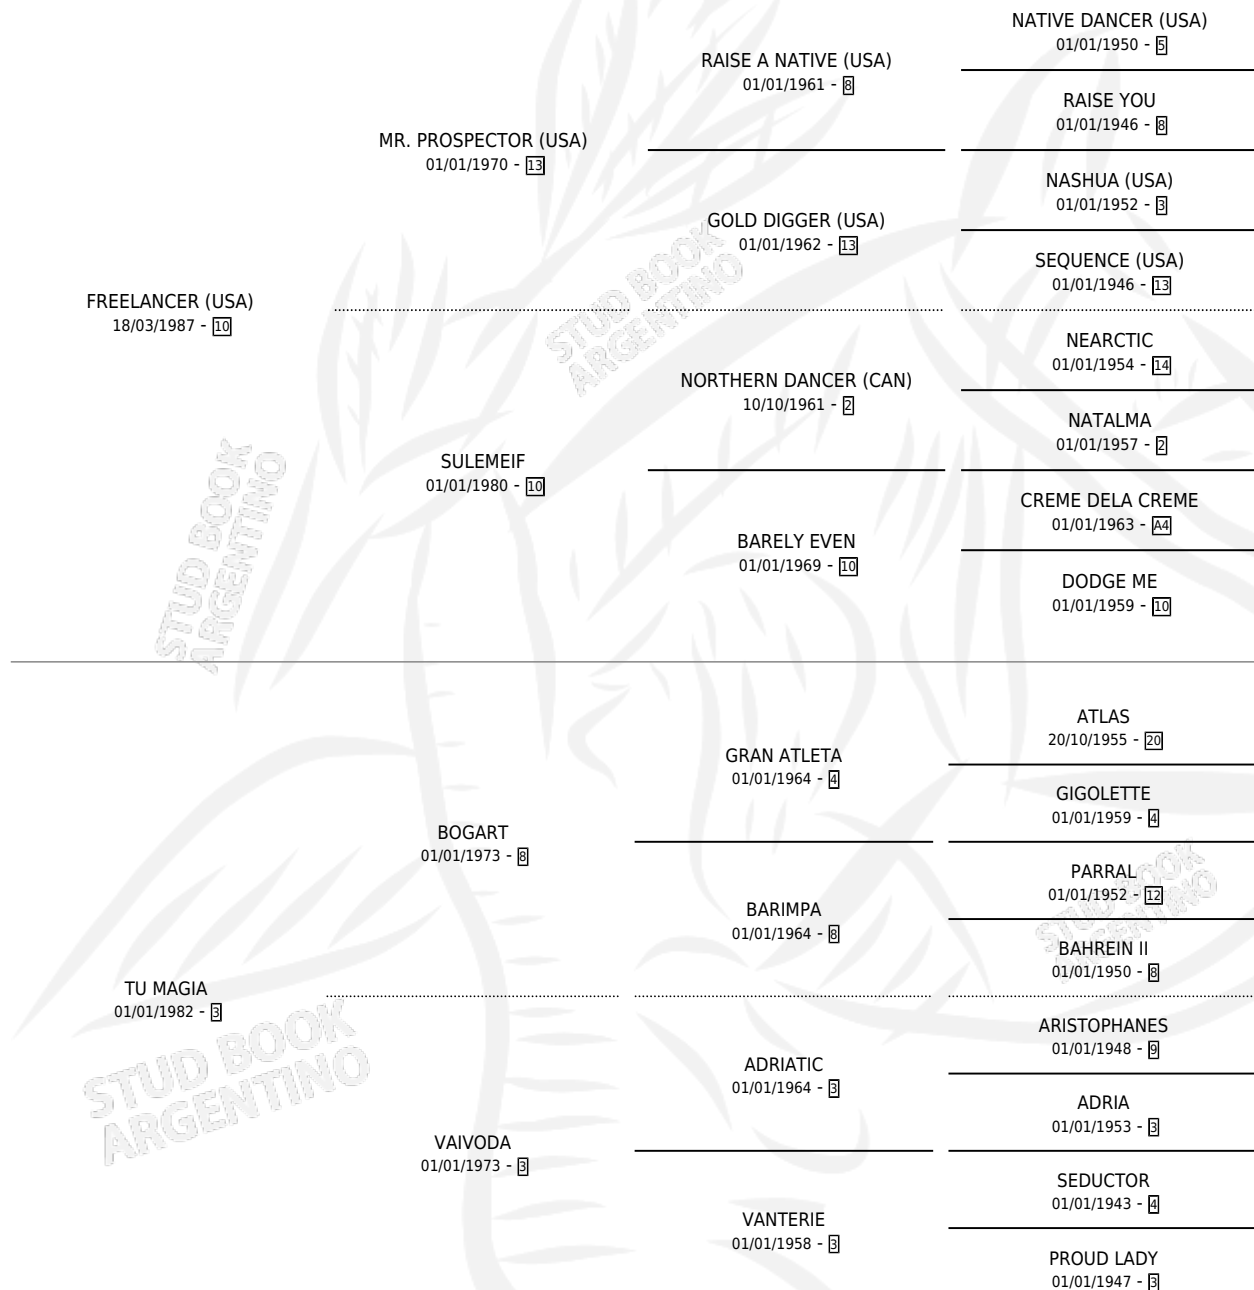 NATIVE DANCER (USA)
01/01/1950 - 5
RAISE A NATIVE (USA)
01/01/1961 - 8
RAISE YOU
01/01/1946 - 8
MR. PROSPECTOR (USA)
01/01/1970 - 13
NASHUA (USA)
01/01/1952 - 3
GOLD DIGGER (USA)
01/01/1962 - 13
SEQUENCE (USA)
01/01/1946 - 13
FREELANCER (USA)
18/03/1987 - 10
STUD BOOK
ARGENTINO
NEARCTIC
01/01/1954 - 14
NORTHERN DANCER (CAN)
10/10/1961 - 2
NATALMA
01/01/1957 - 2
SULEMEIF
01/01/1980 - 10
CREME DELA CREME
01/01/1963 - A4
BARELY EVEN
01/01/1969 - 10
DODGE ME
01/01/1959 - 10
STUD BOOK
ARGENTINO
ATLAS
20/10/1955 - 20
GRAN ATLETA
01/01/1964 - 4
GIGOLETTE
01/01/1959 - 4
BOGART
01/01/1973 - 8
PARRAL
01/01/1952 - 12
BARIMPA
01/01/1964 - 8
STUD BOOK
ARGENTINO
BAHREIN II
01/01/1950 - 8
TU MAGIA
01/01/1982 - 3
ARISTOPHANES
01/01/1948 - 9
ADRIATIC
01/01/1964 - 3
STUD BOOK
ARGENTINO
ADRIA
01/01/1953 - 3
VAIVODA
01/01/1973 - 3
SEDUCTOR
01/01/1943 - 4
VANTERIE
01/01/1958 - 3
PROUD LADY
01/01/1947 - 3